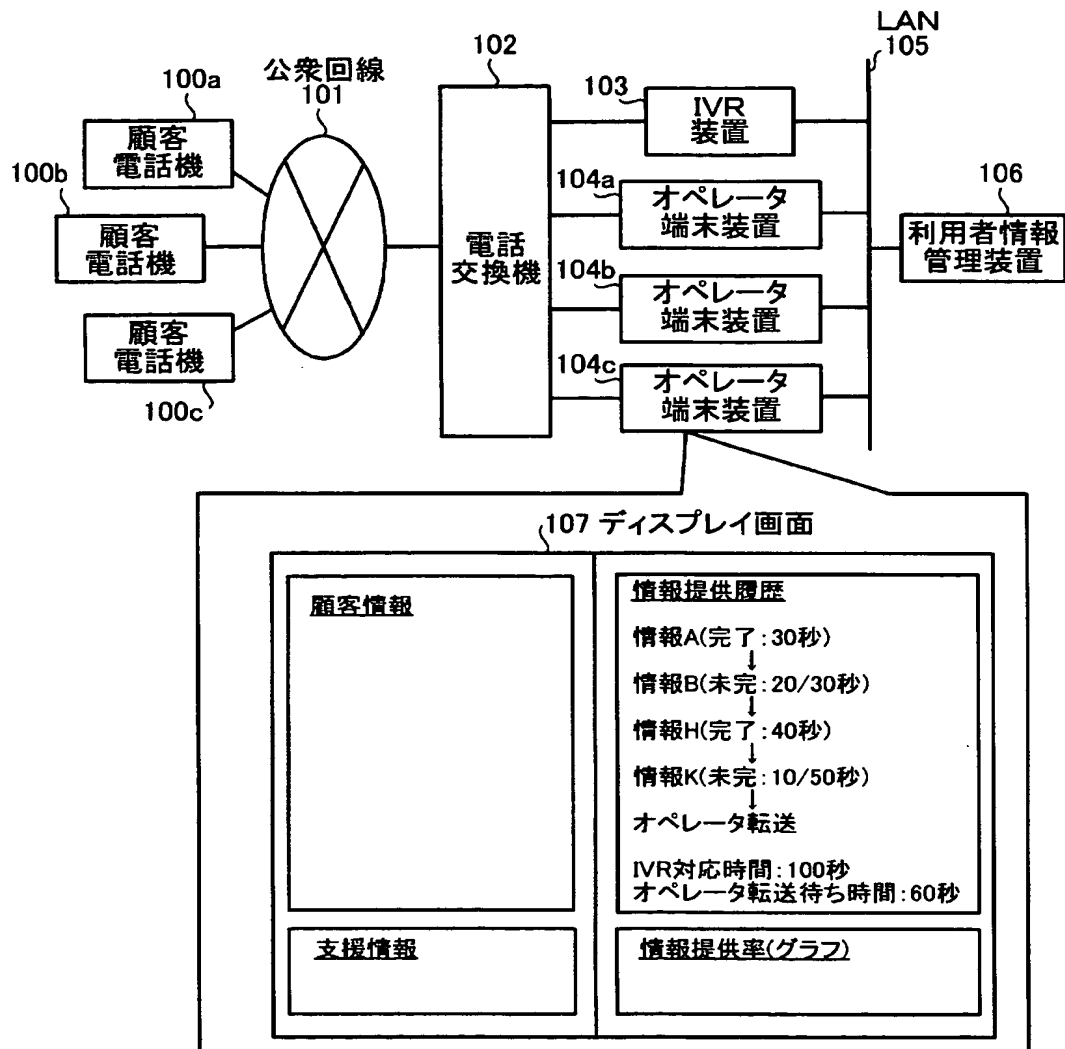 LAN
105
102
公衆回線
101
103
IVR
装置
100a
顧客
電話機
100b
顧客
電話機
顧客
電話機
100c
電話
交換機
104a
オペレータ
端末装置
104b
オペレータ
端末装置
104c
オペレータ
端末装置
106
利用者情報
管理装置
107 ディスプレイ画面
顧客情報
支援情報
情報提供履歴
情報A(完了:30秒)
↓
情報B(未完:20/30秒)
↓
情報H(完了:40秒)
↓
情報K(未完:10/50秒)
↓
オペレータ転送
IVR対応時間:100秒
オペレータ転送待ち時間:60秒
情報提供率(グラフ)